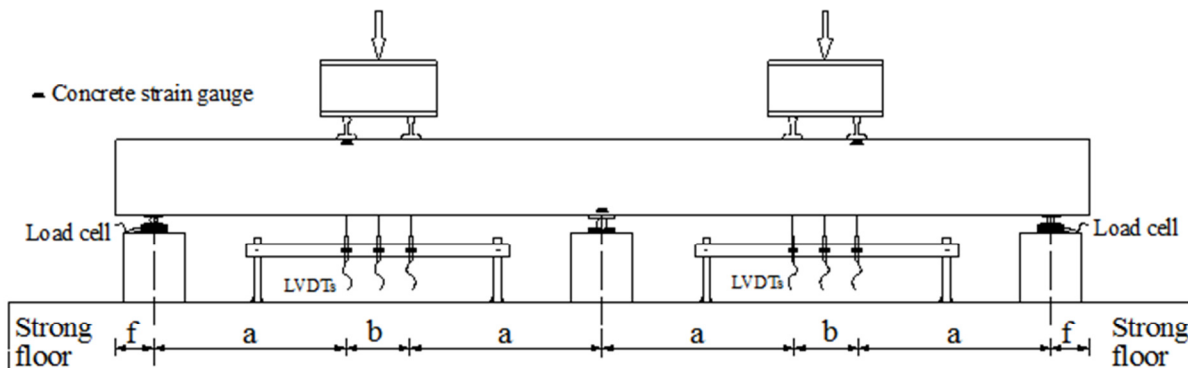 Concrete strain gauge
Load cell
Load cell
LVDTs
LVDTs
Strong
floor
f
a
b
a
a
b
a
f
Strong
floor